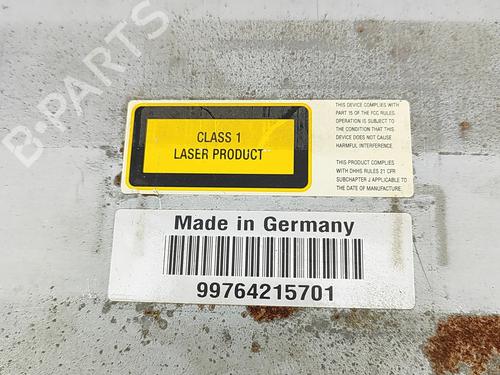 B-PARTS
CLASS 1
LASER PRODUCT
THIS DEVICE COMPLIES WITH
PART 15 OF THE FCC RULES.
OPERATION IS SUBJECT TO
THE CONDITION THAT THIS
DEVICE DOES NOT CAUSE
HARMFUL INTERFERENCE.
THIS PRODUCT COMPLIES
WITH DHHS RULES 21 CFR
SUBCHAPTER J APPLICABLE TO
THE DATE OF MANUFACTURE.
Made in Germany
99764215701